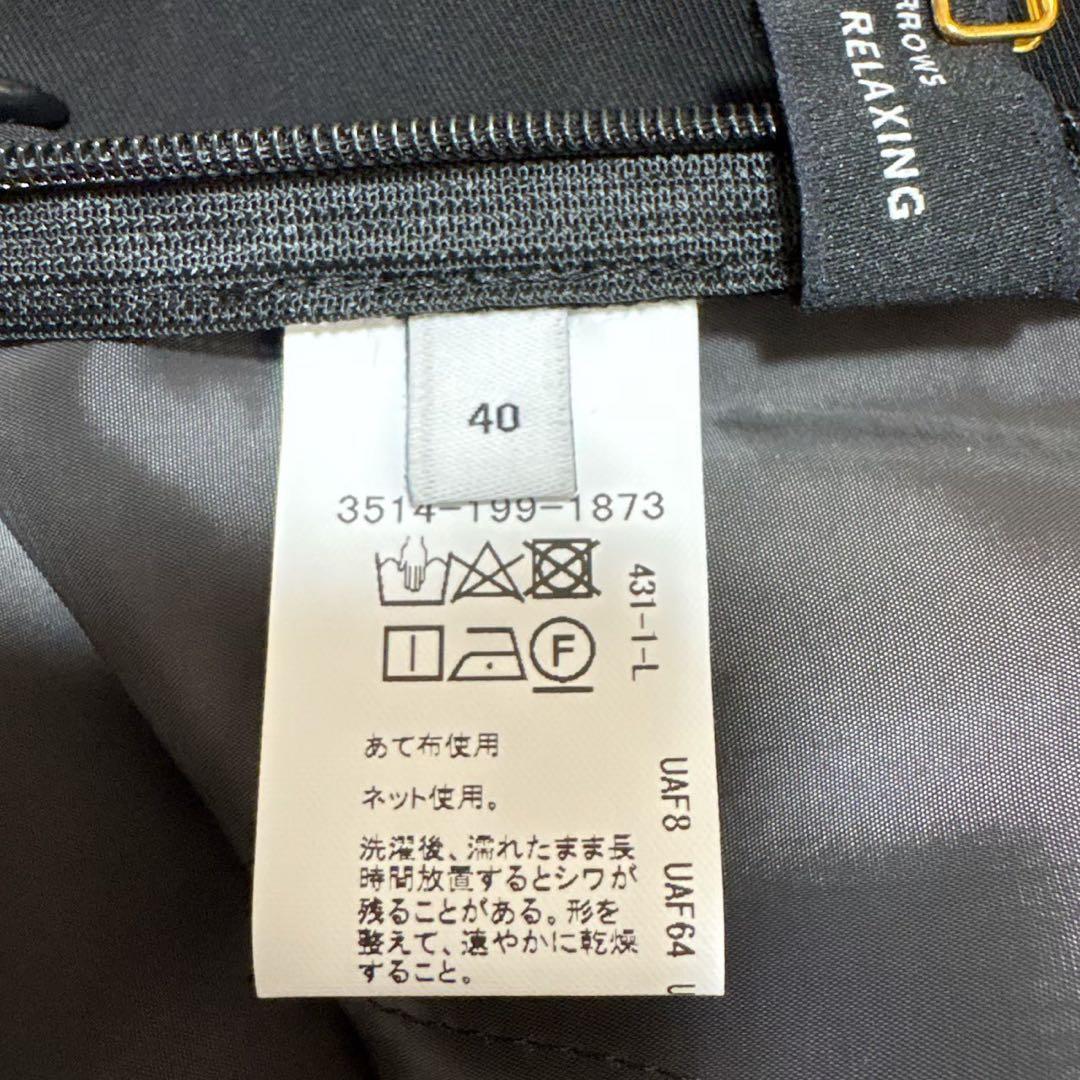 ARROWS
RELAXING
40
3514-199-1873
431-1-L
F
あて布使用
ネット使用。
洗濯後、濡れたまま長
時間放置するとシワが
残ることがある。形を
整えて、速やかに乾燥
すること。
UAF8 UAF64 U